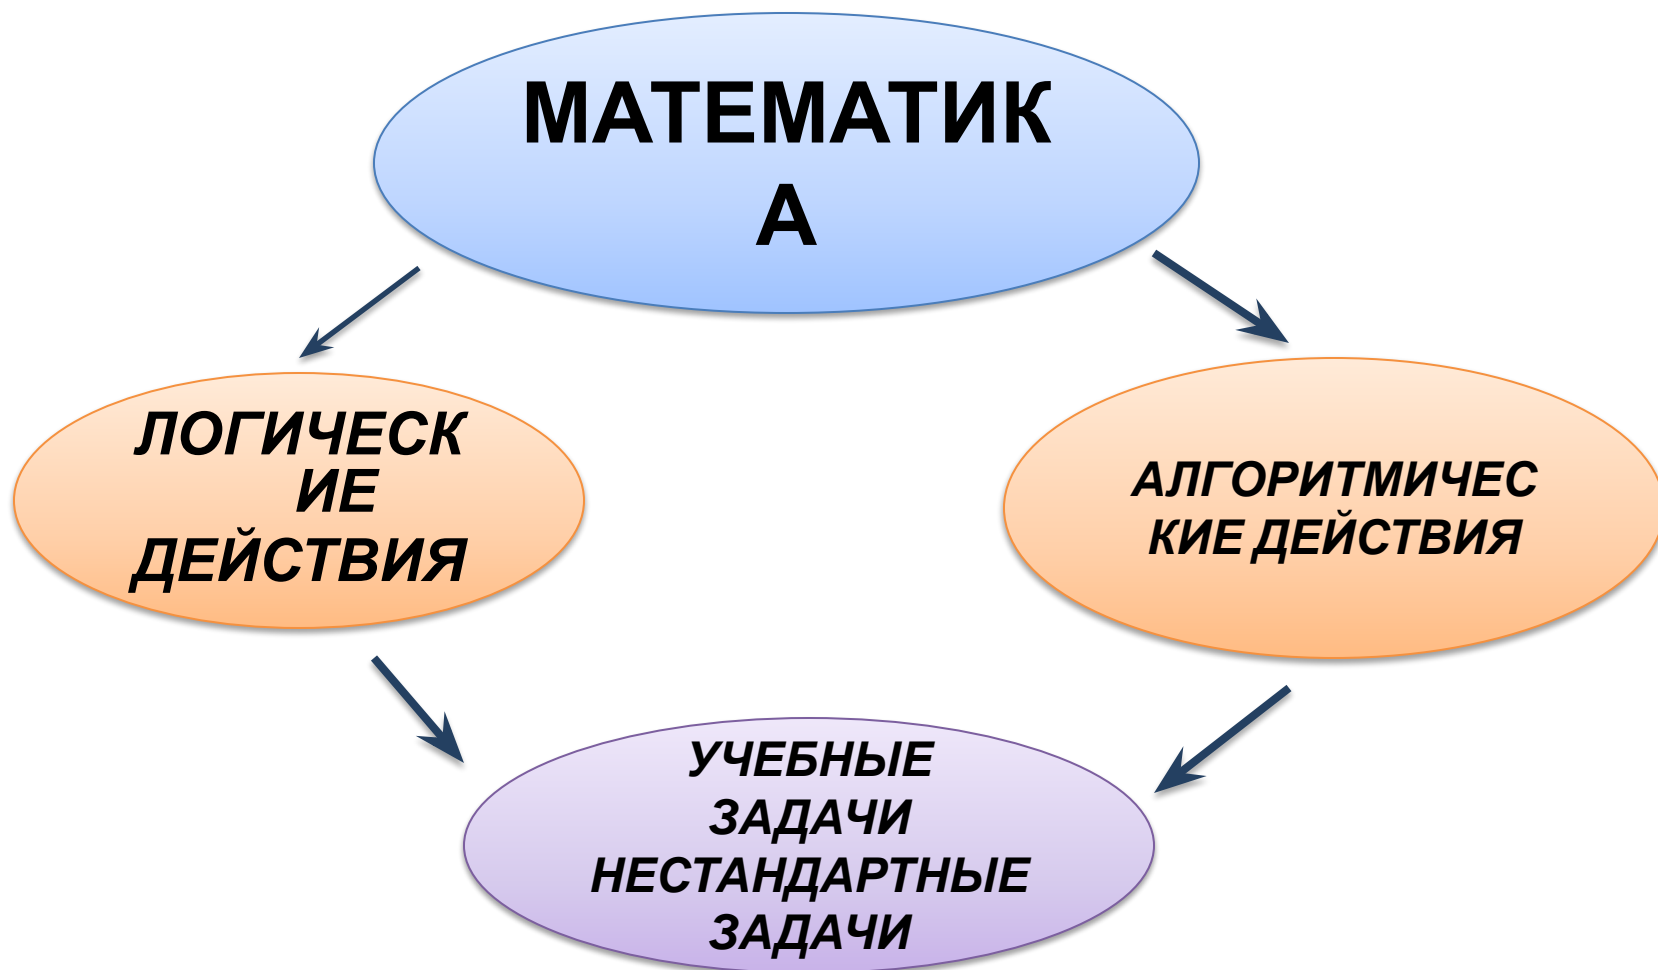 МАТЕМАТИК
А
ЛОГИЧЕСК
ИЕ
ДЕЙСТВИЯ
АЛГОРИТМИЧЕС
КИЕ ДЕЙСТВИЯ
УЧЕБНЫЕ
ЗАДАЧИ
НЕСТАНДАРТНЫЕ
ЗАДАЧИ